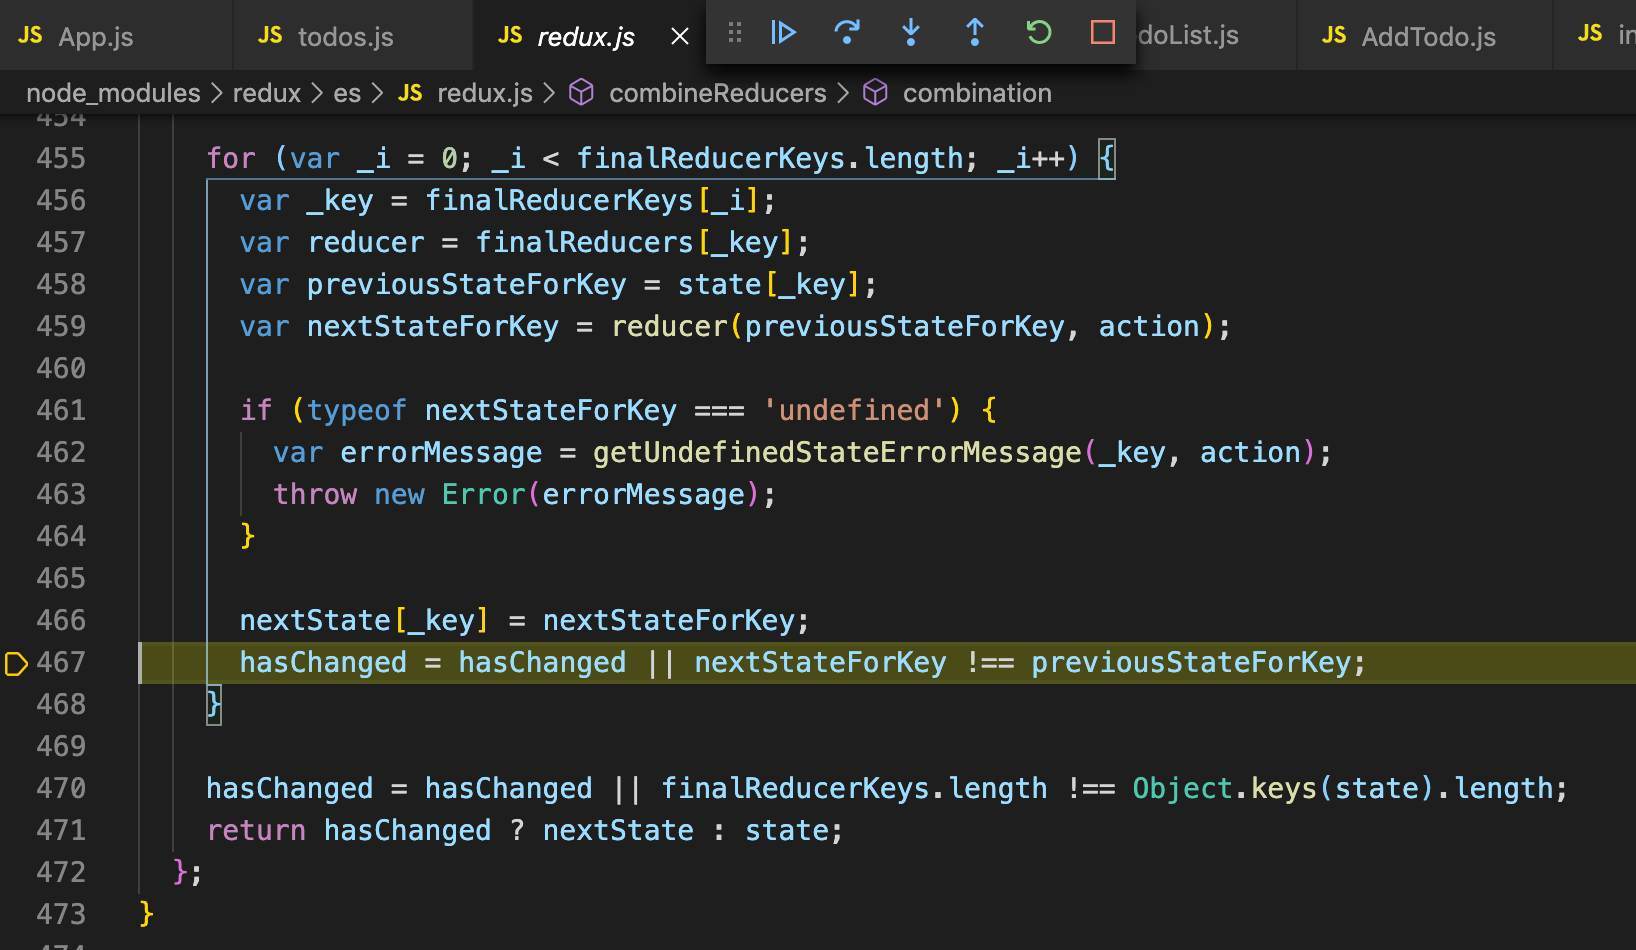 JS App.js JS todos.js JS redux.js doList.js JS AddTodo.js JS in
node_modules > redux > es > JS redux.js > combineReducers > combination
454
455 for (var _i = 0; _i < finalReducerKeys.length; _i++) {
456 var _key = finalReducerKeys[_i];
457 var reducer = finalReducers[_key];
458 var previousStateForKey = state[_key];
459 var nextStateForKey = reducer(previousStateForKey, action);
460
461 if (typeof nextStateForKey === 'undefined') {
462 var errorMessage = getUndefinedStateErrorMessage(_key, action);
463 throw new Error(errorMessage);
464 }
465
466 nextState[_key] = nextStateForKey;
467 hasChanged = hasChanged || nextStateForKey !== previousStateForKey;
468 }
469
470 hasChanged = hasChanged || finalReducerKeys.length !== Object.keys(state).length;
471 return hasChanged ? nextState : state;
472 };
473 }